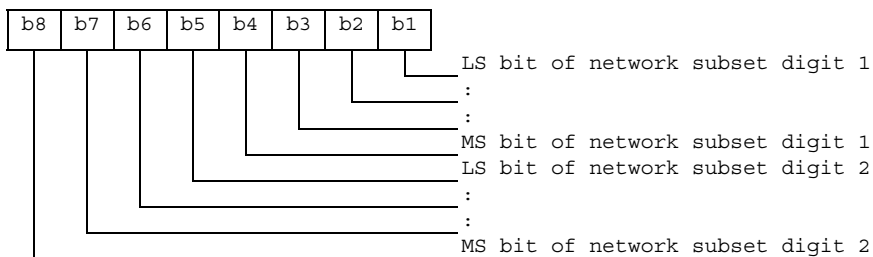 b8 b7 b6 b5 b4 b3 b2 b1
LS bit of network subset digit 1
:
:
MS bit of network subset digit 1
LS bit of network subset digit 2
:
:
MS bit of network subset digit 2